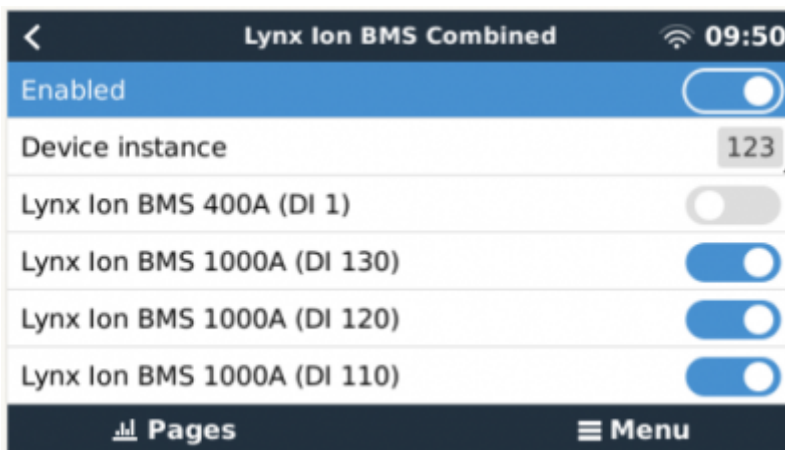 Lynx Ion BMS Combined 09:50
Enabled
Device instance 123
Lynx Ion BMS 400A (DI 1)
Lynx Ion BMS 1000A (DI 130)
Lynx Ion BMS 1000A (DI 120)
Lynx Ion BMS 1000A (DI 110)
Pages Menu